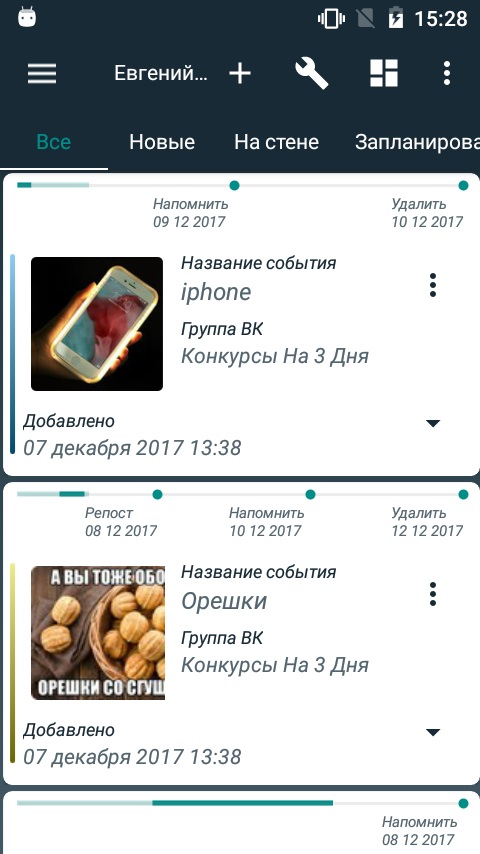 15:28
Евгений...
Все
Новые
На стене
Запланирова
Напомнить
09 12 2017
Удалить
10 12 2017
Название события
iphone
Группа ВК
Конкурсы На 3 Дня
Добавлено
07 декабря 2017 13:38
Репост
08 12 2017
Напомнить
10 12 2017
Удалить
12 12 2017
А ВЫ ТОЖЕ ОБО
ОРЕШКИ СО СГУЩ
Название события
Орешки
Группа ВК
Конкурсы На 3 Дня
Добавлено
07 декабря 2017 13:38
Напомнить
08 12 2017